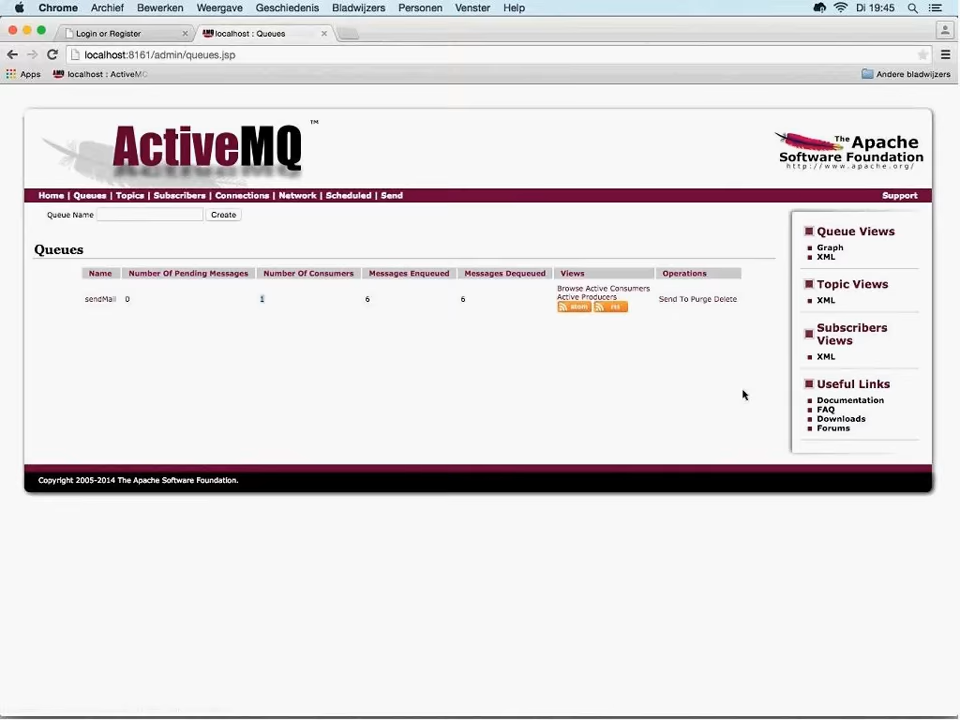 Chrome Archief Bewerken Weergave Geschiedenis Bladwijzers Personen Venster Help Di 19:45
Login or Register localhost : Queues
localhost:8161/admin/queues.jsp
Apps localhost : ActiveMQ Andere bladwijzers
ActiveMQ ™
The Apache
Software Foundation
http://www.apache.org/
Home | Queues | Topics | Subscribers | Connections | Network | Scheduled | Send Support
Queue Name Create
Queues
Name Number Of Pending Messages Number Of Consumers Messages Enqueued Messages Dequeued Views Operations
sendMail 0 1 6 6 Browse Active Consumers
Active Producers
atom rss
Send To Purge Delete
Queue Views
Graph
XML
Topic Views
XML
Subscribers
Views
XML
Useful Links
Documentation
FAQ
Downloads
Forums
Copyright 2005-2014 The Apache Software Foundation.